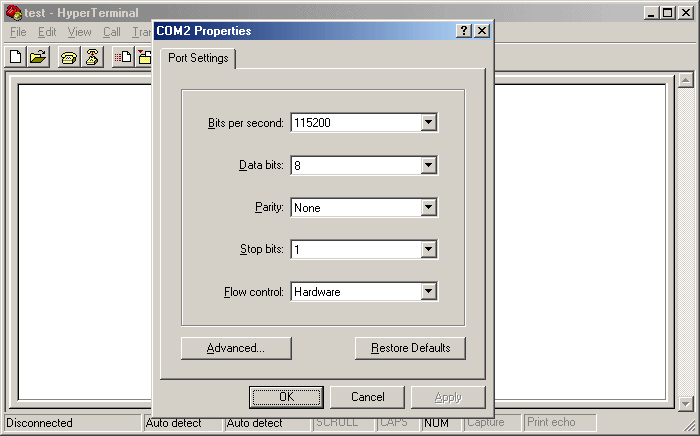 test - HyperTerminal
COM2 Properties
File Edit View Call
Port Settings
Bits per second: 115200
Data bits: 8
Parity: None
Stop bits: 1
Flow control: Hardware
Advanced... Restore Defaults
OK Cancel Apply
Disconnected Auto detect Auto detect SCROLL CAPS NUM Capture Print echo